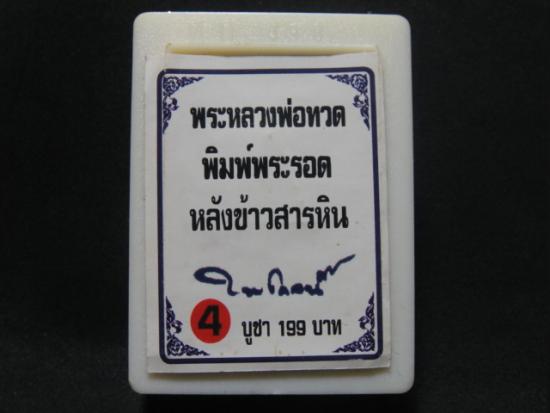 พระหลวงพ่อทวด
พิมพ์พระรอด
หลังข้าวสารหิน
4 บูชา 199 บาท